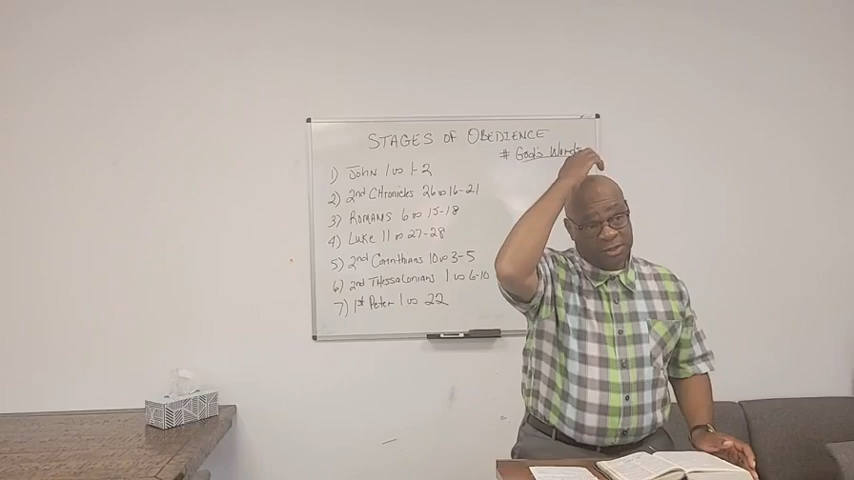 STAGES OF OBEDIENCE
# God's Word
1) John 1 vs 1-2
2) 2nd CHronicles 26 vs 16-21
3) ROMANS 6 vs 15-18
4) Luke 11 vs 27-28
5) 2nd Corinthians 10 vs 3-5
6) 2nd THessalonians 1 vs 6-10
7) 1st Peter 1 vs 22